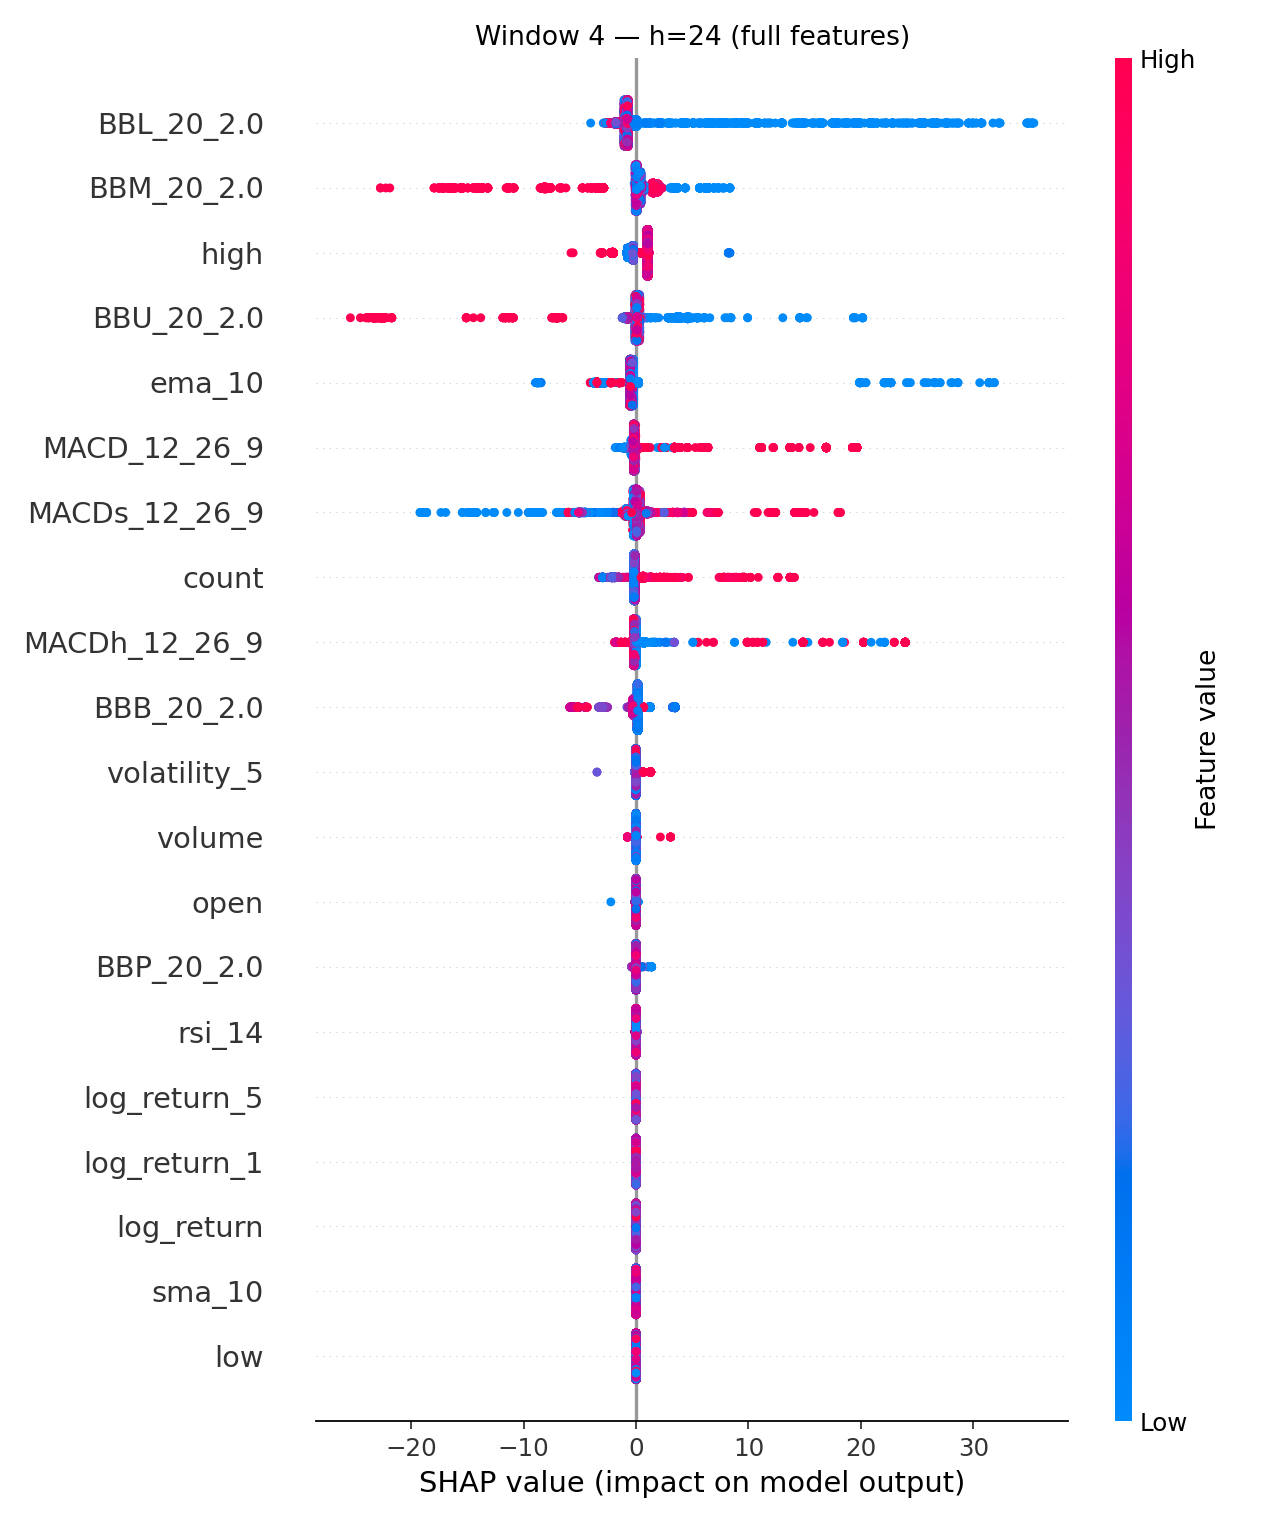 Window 4 — h=24 (full features)
High
BBL_20_2.0
BBM_20_2.0
high
BBU_20_2.0
ema_10
MACD_12_26_9
MACDs_12_26_9
count
MACDh_12_26_9
BBB_20_2.0
volatility_5
volume
open
BBP_20_2.0
rsi_14
log_return_5
log_return_1
log_return
sma_10
low
Feature value
Low
−20 −10 0 10 20 30
SHAP value (impact on model output)